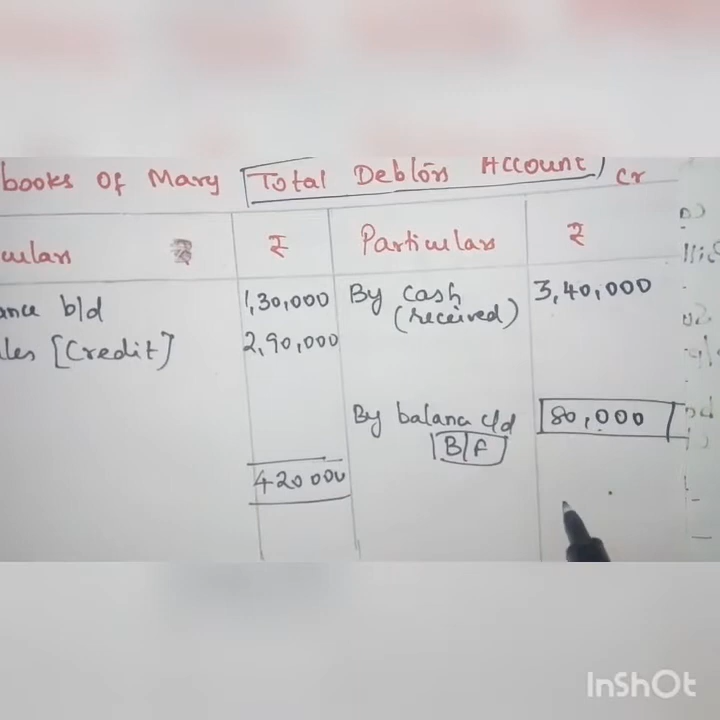 books Of Mary Total Debtors Account Cr
culars ₹ Particulars ₹
ance b/d 1,30,000 By cash 3,40,000
(received)
les [Credit] 2,90,000
By balance c/d 80,000
B/F
420000
InShOt